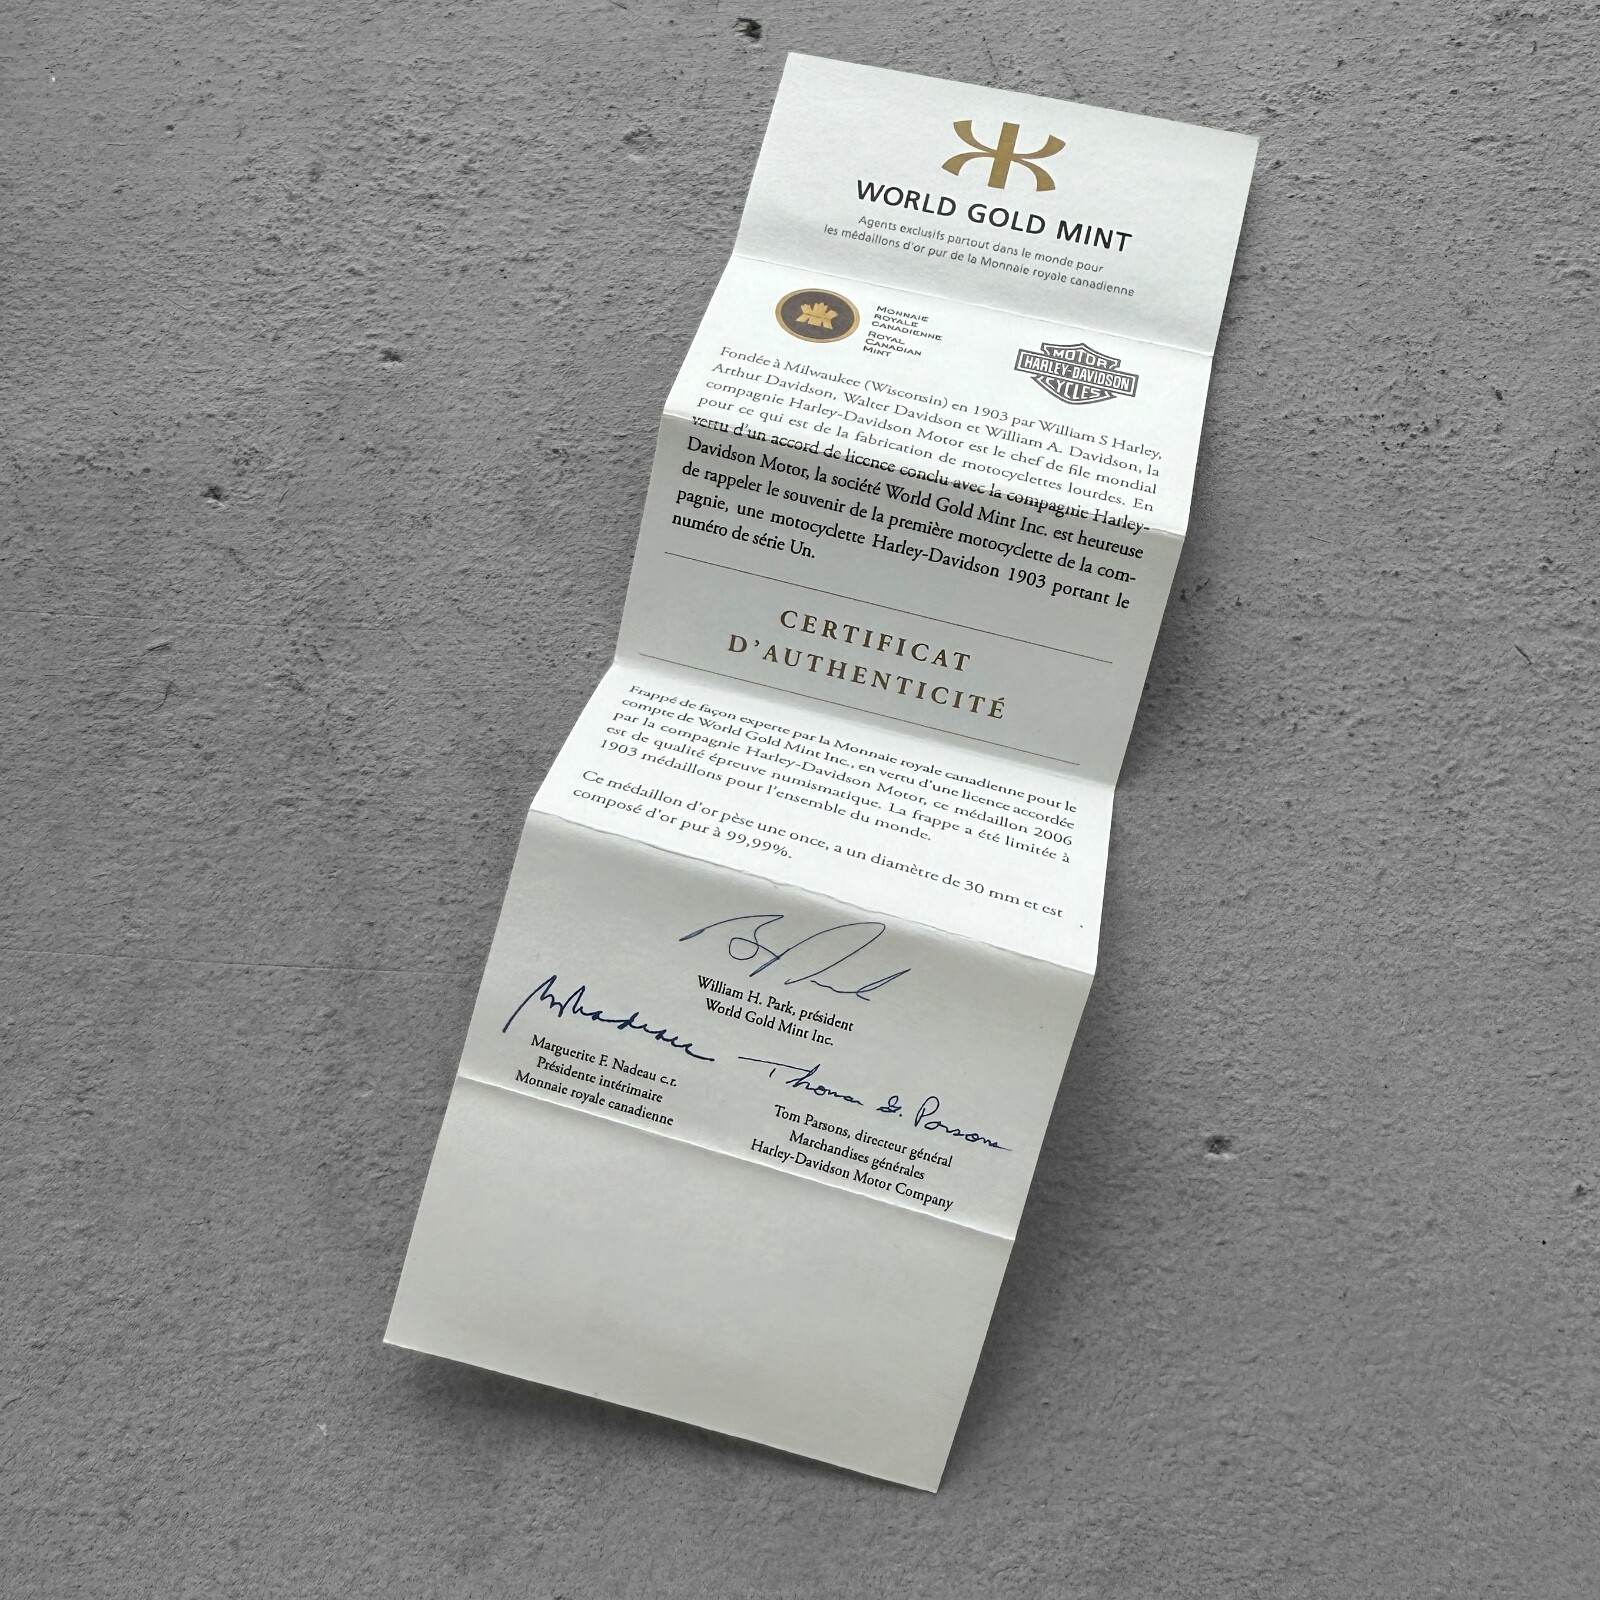 WORLD GOLD MINT
Agents exclusifs partout dans le monde pour
les médaillons d'or pur de la Monnaie royale canadienne
MONNAIE
ROYALE
CANADIENNE
ROYAL
CANADIAN
MINT
MOTOR
HARLEY-DAVIDSON
CYCLES
Fondée à Milwaukee (Wisconsin) en 1903 par William S Harley,
Arthur Davidson, Walter Davidson et William A. Davidson, la
compagnie Harley-Davidson Motor est le chef de file mondial
pour ce qui est de la fabrication de motocyclettes lourdes. En
vertu d'un accord de licence conclu avec la compagnie Harley-
Davidson Motor, la société World Gold Mint Inc. est heureuse
de rappeler le souvenir de la première motocyclette de la com-
pagnie, une motocyclette Harley-Davidson 1903 portant le
numéro de série Un.
CERTIFICAT
D'AUTHENTICITÉ
Frappé de façon experte par la Monnaie royale canadienne pour le
compte de World Gold Mint Inc., en vertu d'une licence accordée
par la compagnie Harley-Davidson Motor, ce médaillon 2006
est de qualité épreuve numismatique. La frappe a été limitée à
1903 médaillons pour l'ensemble du monde.
Ce médaillon d'or pèse une once, a un diamètre de 30 mm et est
composé d'or pur à 99,99%.
William H. Park, président
World Gold Mint Inc.
Marguerite F. Nadeau c.r.
Présidente intérimaire
Monnaie royale canadienne
Thomas G. Parsons
Tom Parsons, directeur général
Marchandises générales
Harley-Davidson Motor Company